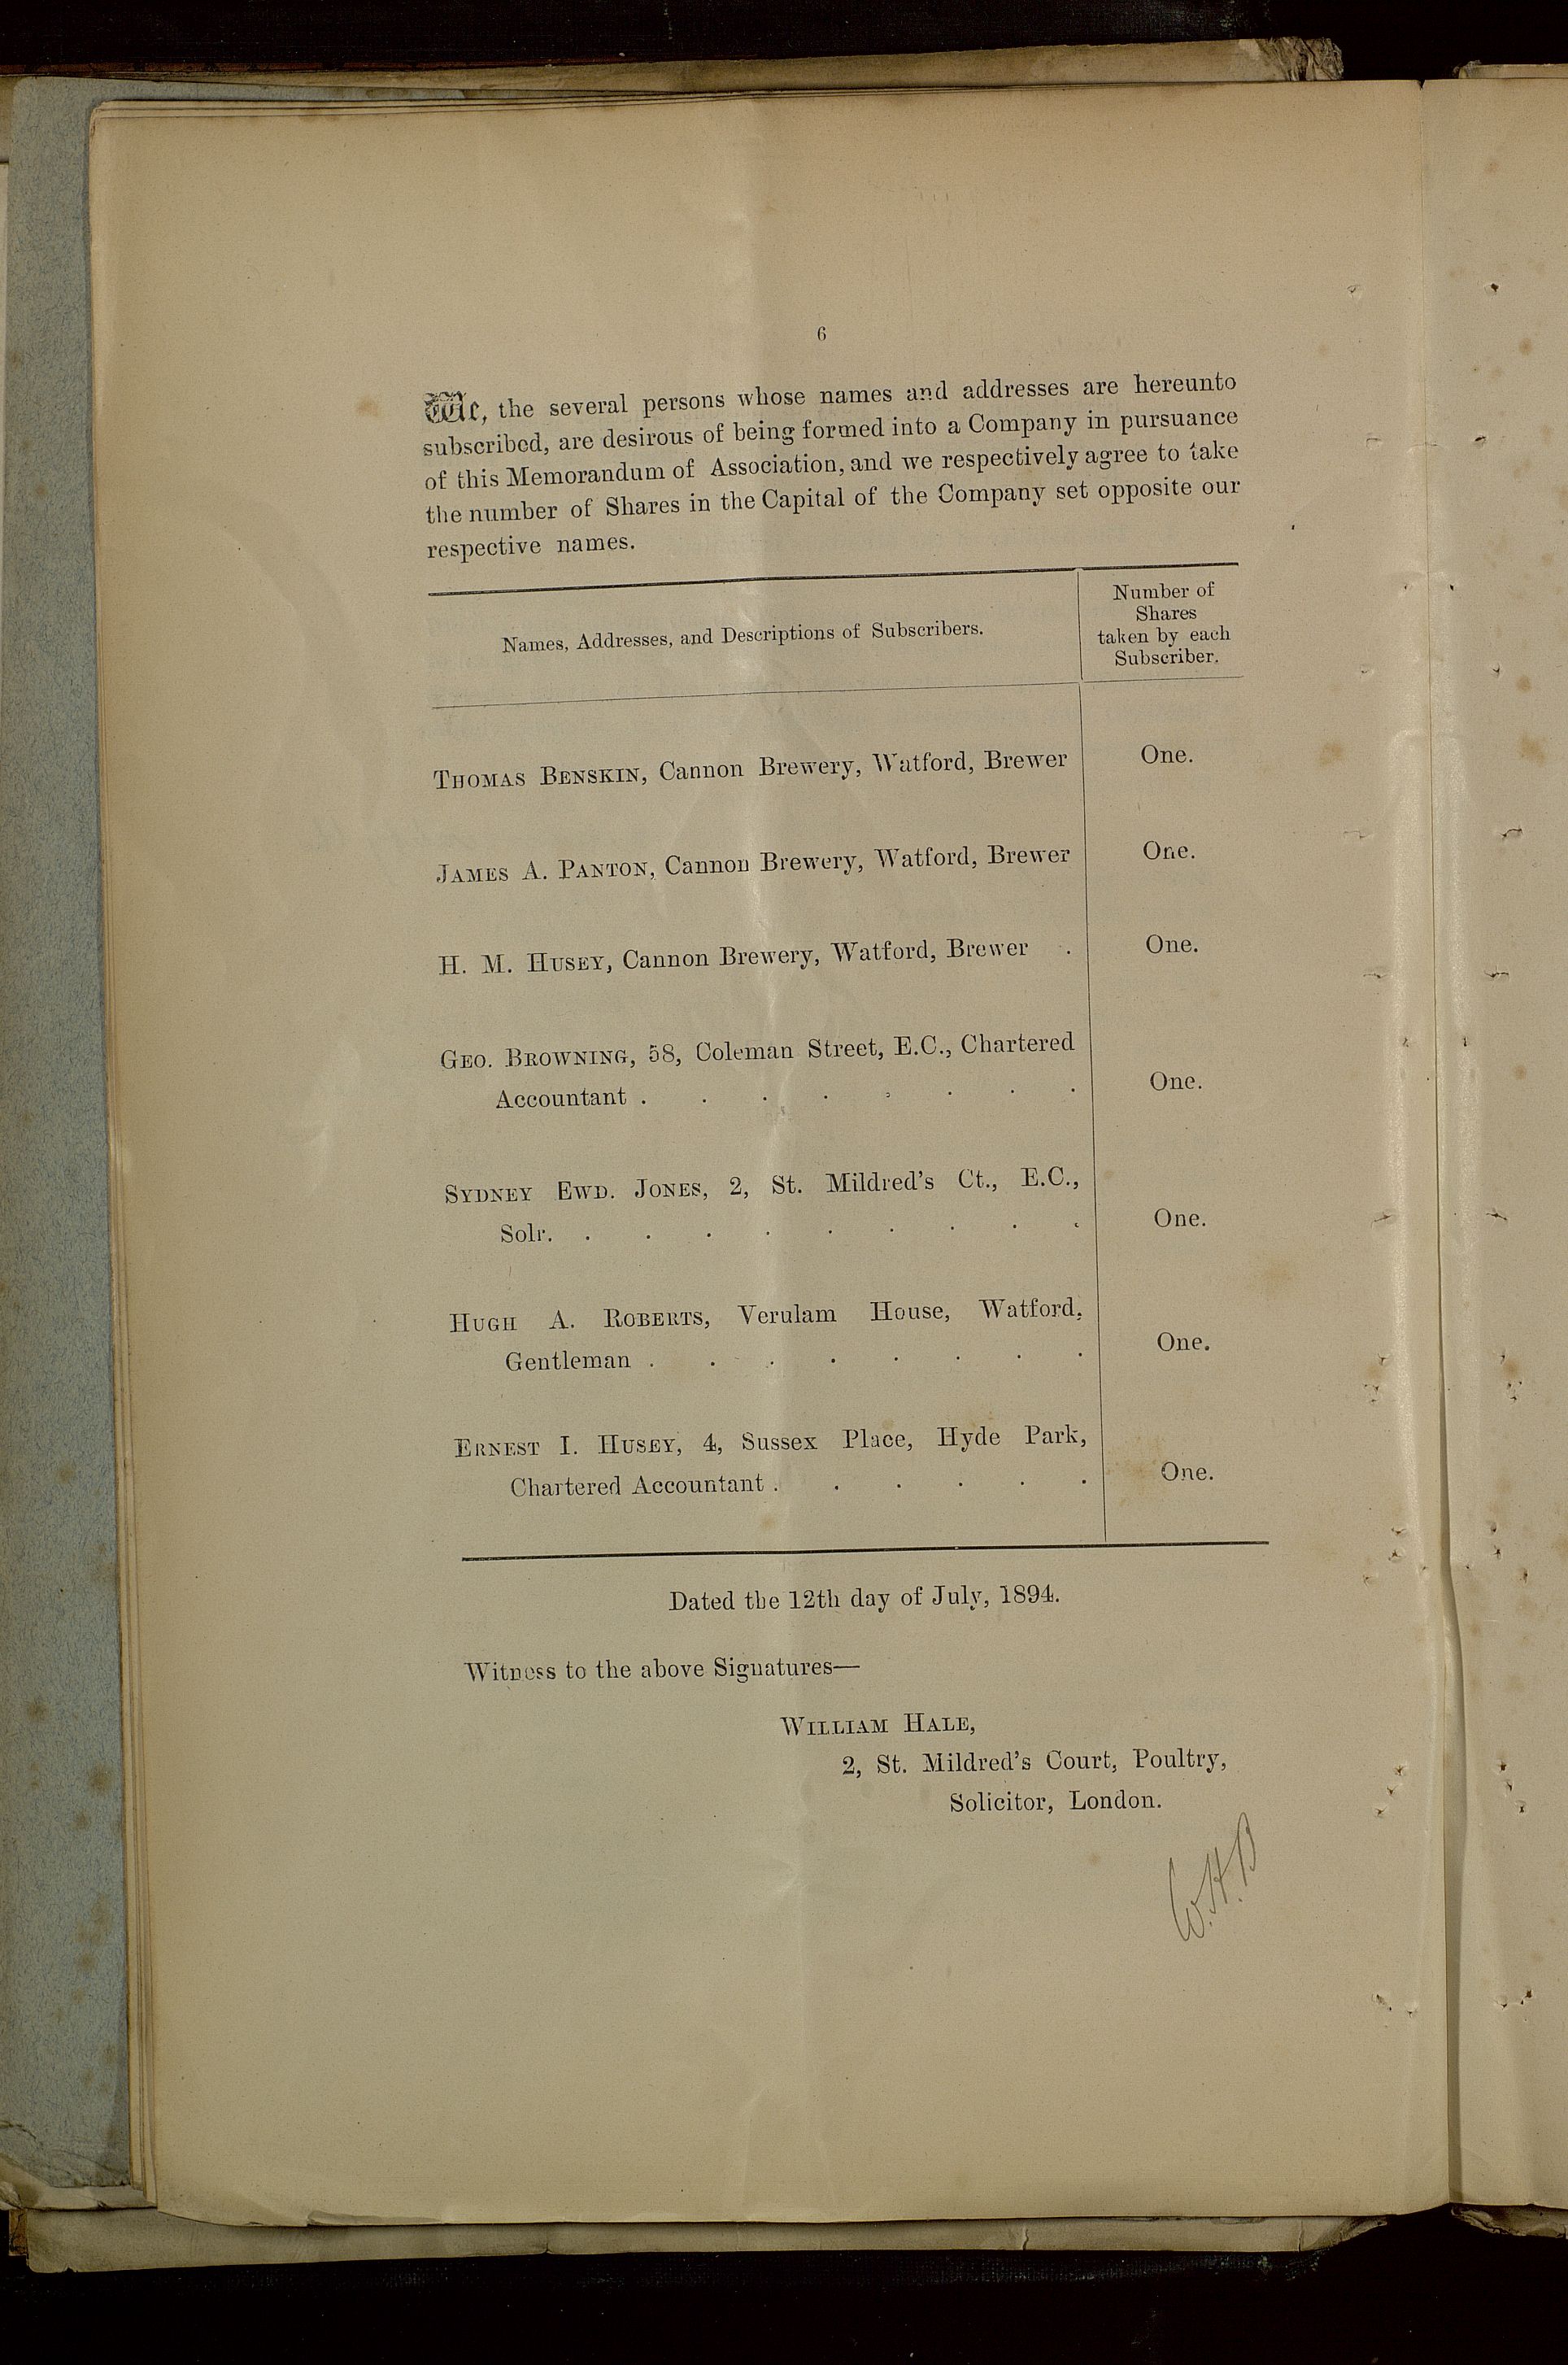 6
We, the several persons whose names and addresses are hereunto
subscribed, are desirous of being formed into a Company in pursuance
of this Memorandum of Association, and we respectively agree to take
the number of Shares in the Capital of the Company set opposite our
respective names.
Names, Addresses, and Descriptions of Subscribers.
Number of
Shares
taken by each
Subscriber.
THOMAS BENSKIN, Cannon Brewery, Watford, Brewer One.
JAMES A. PANTON, Cannon Brewery, Watford, Brewer One.
H. M. HUSEY, Cannon Brewery, Watford, Brewer . One.
GEO. BROWNING, 58, Coleman Street, E.C., Chartered
Accountant . . . . . . . . One.
SYDNEY EWD. JONES, 2, St. Mildred's Ct., E.C.,
Solr. . . . . . . . . . One.
HUGH A. ROBERTS, Verulam House, Watford,
Gentleman . . . . . . . . One.
ERNEST I. HUSEY, 4, Sussex Place, Hyde Park,
Chartered Accountant . . . . . . One.
Dated the 12th day of July, 1894.
Witness to the above Signatures—
WILLIAM HALE,
2, St. Mildred's Court, Poultry,
Solicitor, London.
W.H.B